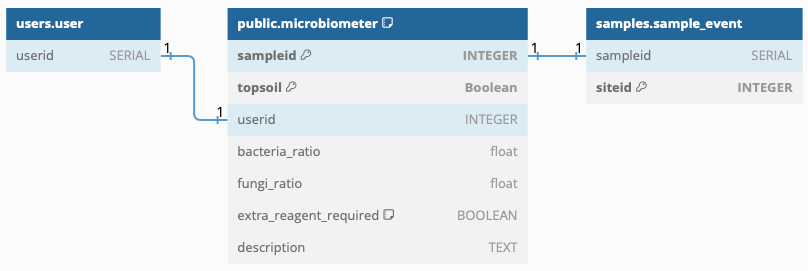 users.user
userid SERIAL
1
1
public.microbiometer
sampleid INTEGER
topsoil Boolean
userid INTEGER
bacteria_ratio float
fungi_ratio float
extra_reagent_required BOOLEAN
description TEXT
1
1
samples.sample_event
sampleid SERIAL
siteid INTEGER